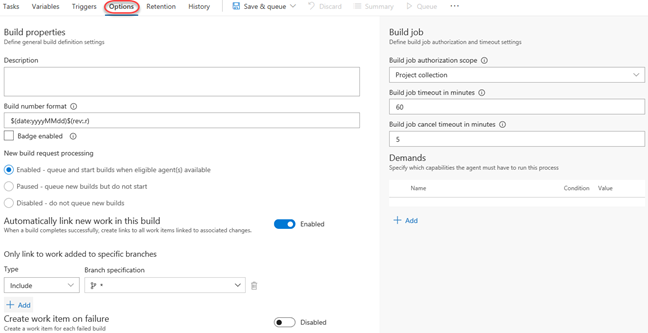 Tasks Variables Triggers Options Retention History Save & queue Discard Summary Queue ...
Build properties
Define general build definition settings
Description
Build number format
$(date:yyyyMMdd)$(rev:.r)
Badge enabled
New build request processing
Enabled - queue and start builds when eligible agent(s) available
Paused - queue new builds but do not start
Disabled - do not queue new builds
Automatically link new work in this build
When a build completes successfully, create links to all work items linked to associated changes.
Enabled
Only link to work added to specific branches
Type Branch specification
Include *
+ Add
Create work item on failure
Create a work item for each failed build
Disabled
Build job
Define build job authorization and timeout settings
Build job authorization scope
Project collection
Build job timeout in minutes
60
Build job cancel timeout in minutes
5
Demands
Specify which capabilities the agent must have to run this process
Name Condition Value
+ Add